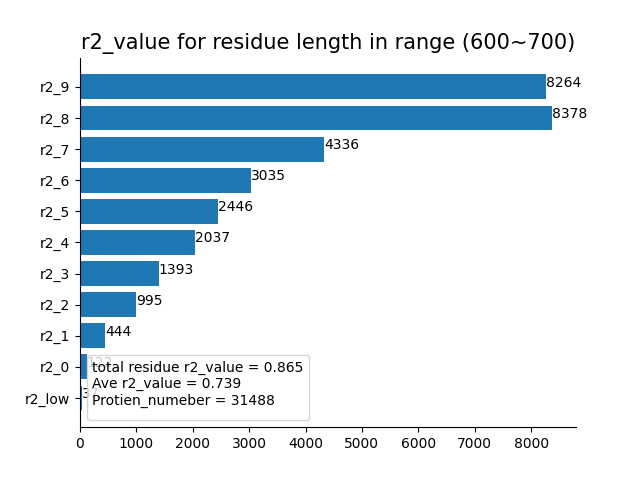 r2_value for residue length in range (600~700)
r2_9 8264
r2_8 8378
r2_7 4336
r2_6 3035
r2_5 2446
r2_4 2037
r2_3 1393
r2_2 995
r2_1 444
r2_0
r2_low
total residue r2_value = 0.865
Ave r2_value = 0.739
Protien_numeber = 31488
0 1000 2000 3000 4000 5000 6000 7000 8000